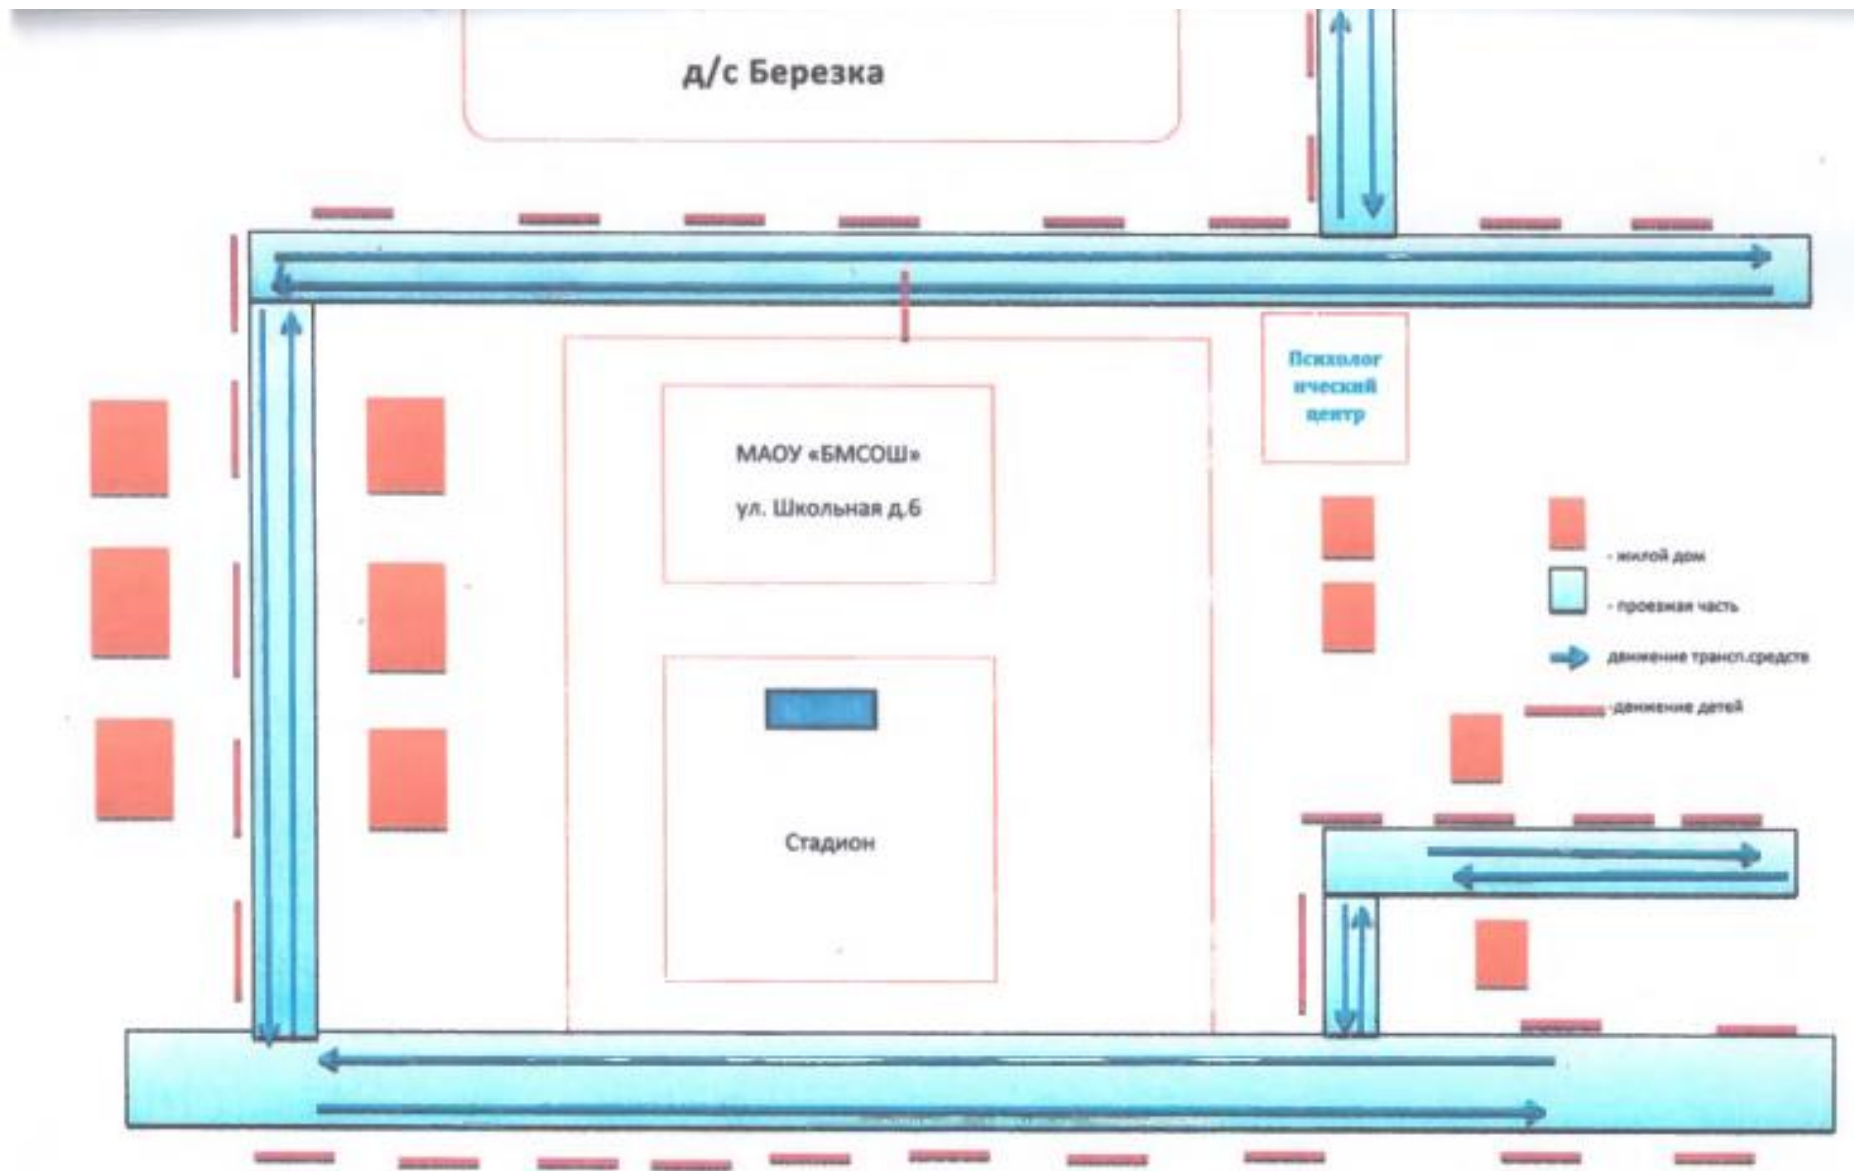 д/с Березка
Психолог
ический
центр
МАОУ «БМСОШ»
ул. Школьная д.6
- жилой дом
- проезжая часть
движение трансп.средств
-движение детей
Стадион